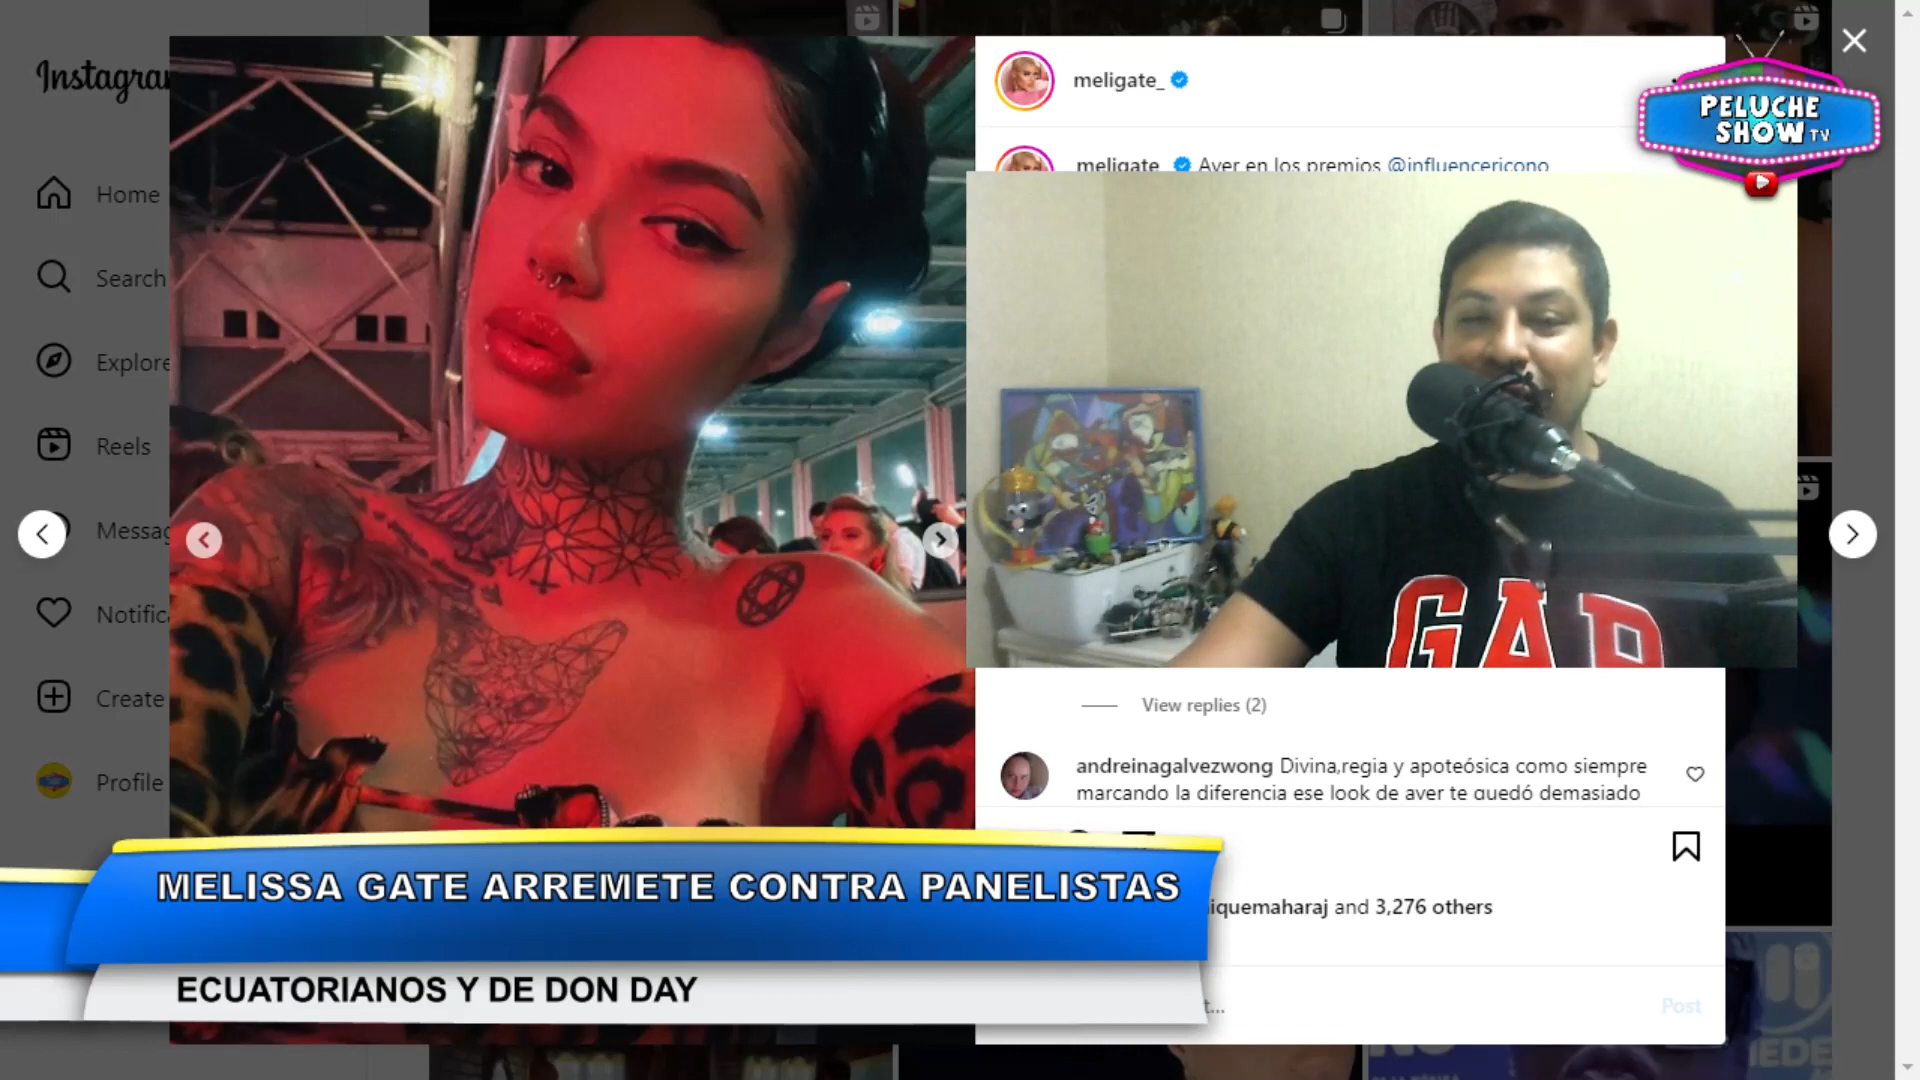 Instagram
meligate_
PELUCHE
SHOW TV
meligate_ Ayer en los premios @influencericono
Home
Search
Explore
Reels
Messag
Notific
Create
Profile
GAP
View replies (2)
andreinagalvezwong Divina,regia y apoteósica como siempre
marcando la diferencia ese look de ayer te quedó demasiado
MELISSA GATE ARREMETE CONTRA PANELISTAS
iquemaharaj and 3,276 others
ECUATORIANOS Y DE DON DAY
t...
Post